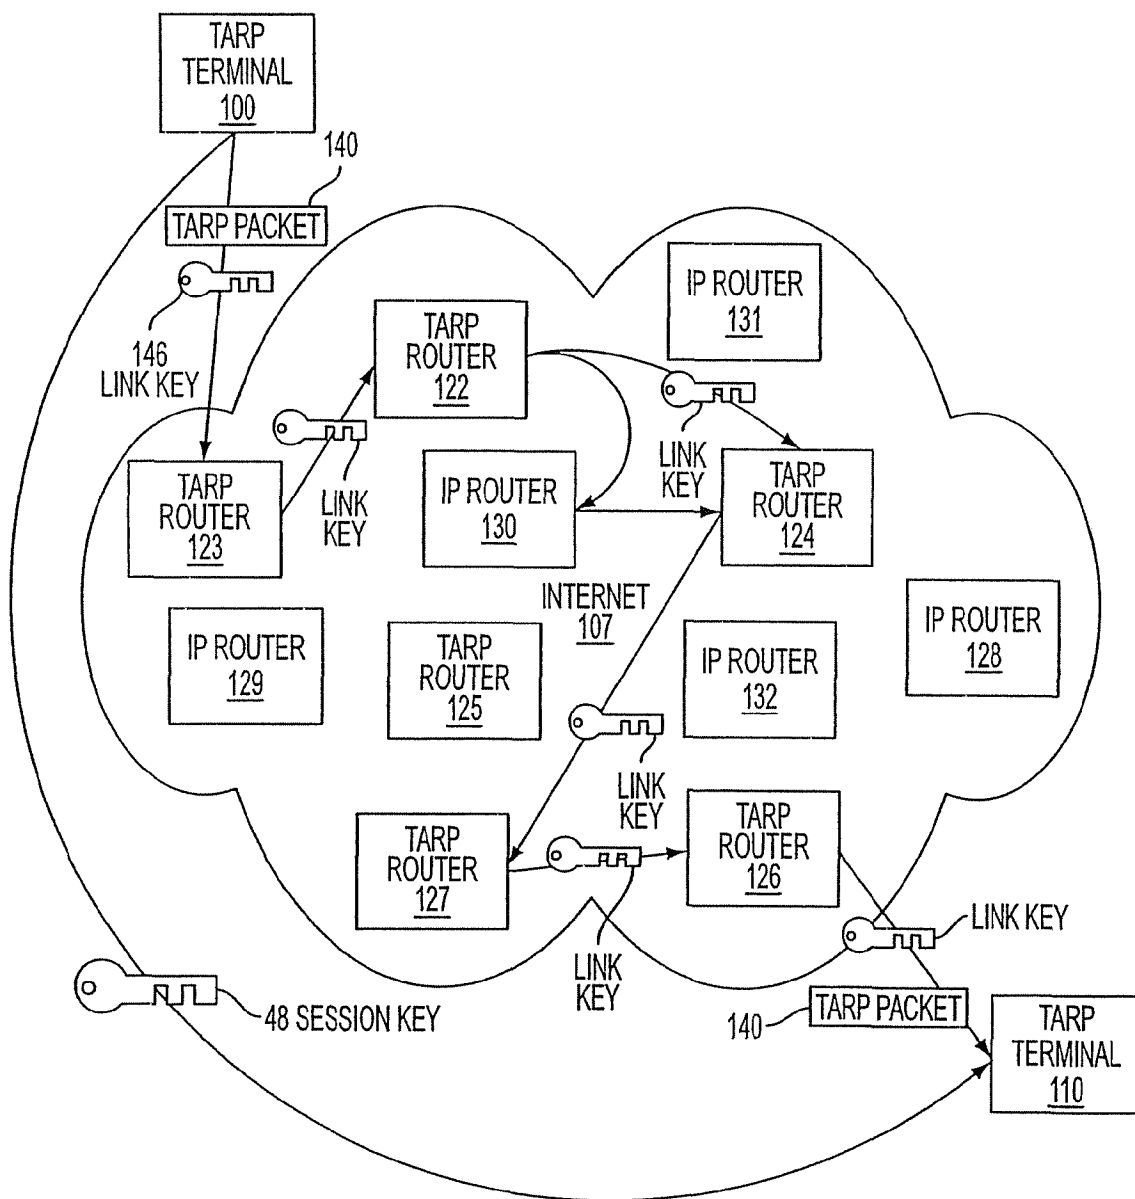 TARP
TERMINAL
100
140
TARP PACKET
146
LINK KEY
IP ROUTER
131
TARP
ROUTER
122
LINK
KEY
LINK
KEY
TARP
ROUTER
123
IP ROUTER
130
TARP
ROUTER
124
INTERNET
107
IP ROUTER
129
TARP
ROUTER
125
IP ROUTER
132
IP ROUTER
128
LINK
KEY
TARP
ROUTER
127
TARP
ROUTER
126
LINK
KEY
LINK KEY
48 SESSION KEY
140
TARP PACKET
TARP
TERMINAL
110